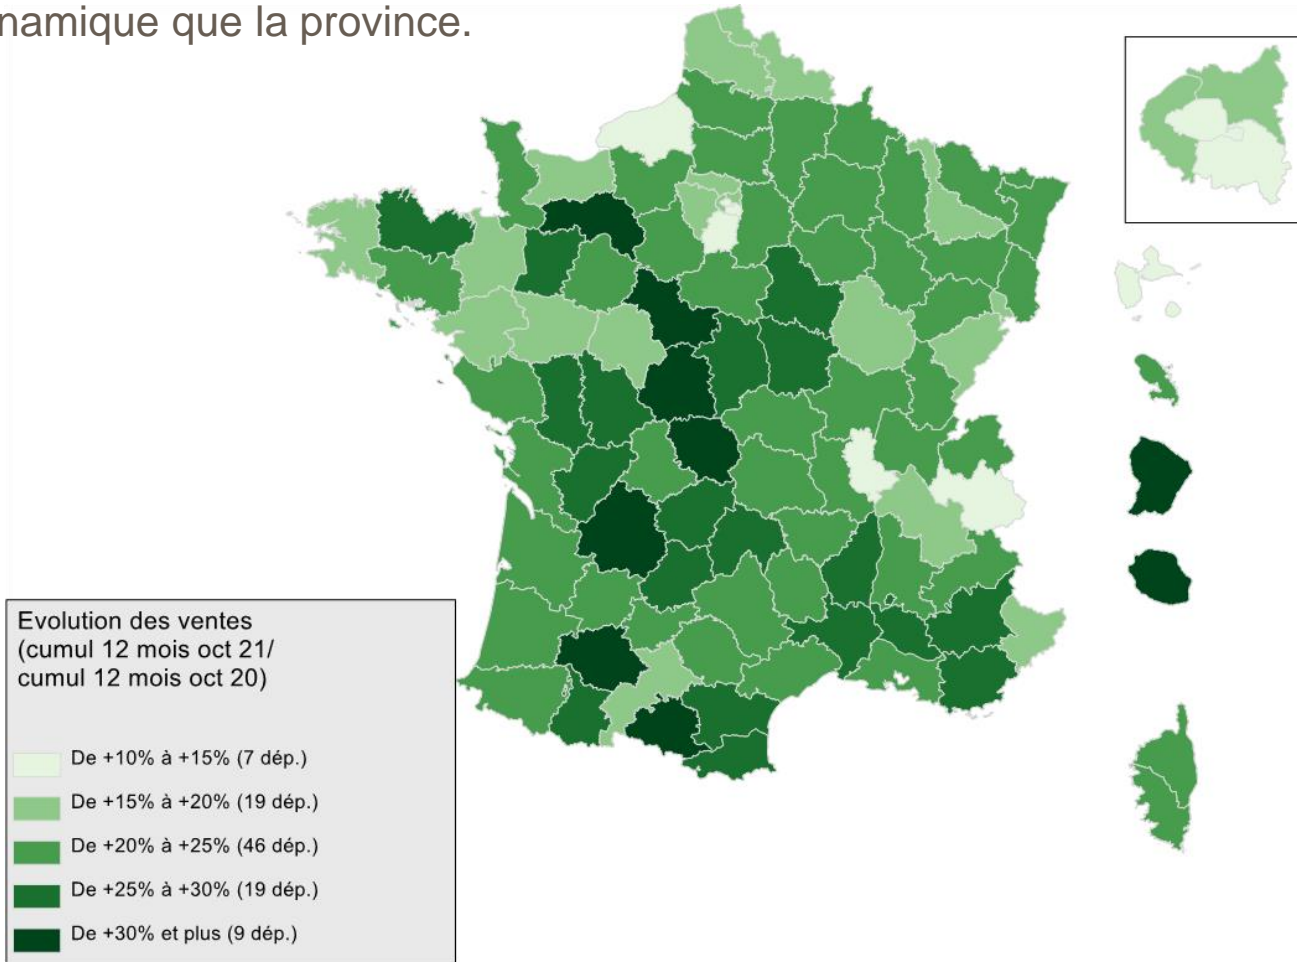 namique que la province.
Evolution des ventes
(cumul 12 mois oct 21/
cumul 12 mois oct 20)
De +10% à +15% (7 dép.)
De +15% à +20% (19 dép.)
De +20% à +25% (46 dép.)
De +25% à +30% (19 dép.)
De +30% et plus (9 dép.)